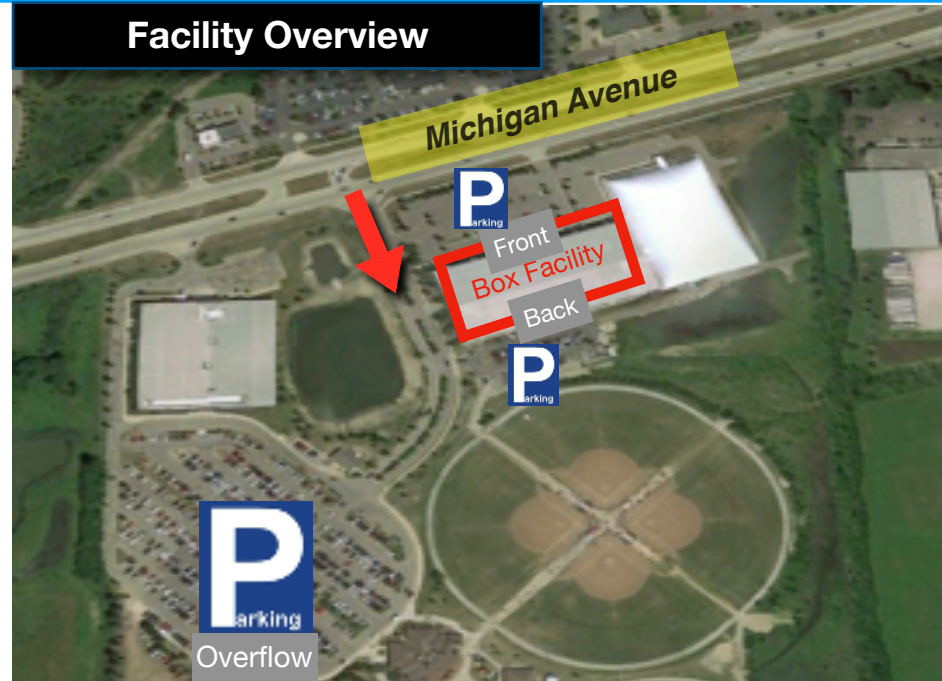 Facility Overview
Michigan Avenue
Parking
Front
Box Facility
Back
Parking
Parking
Overflow